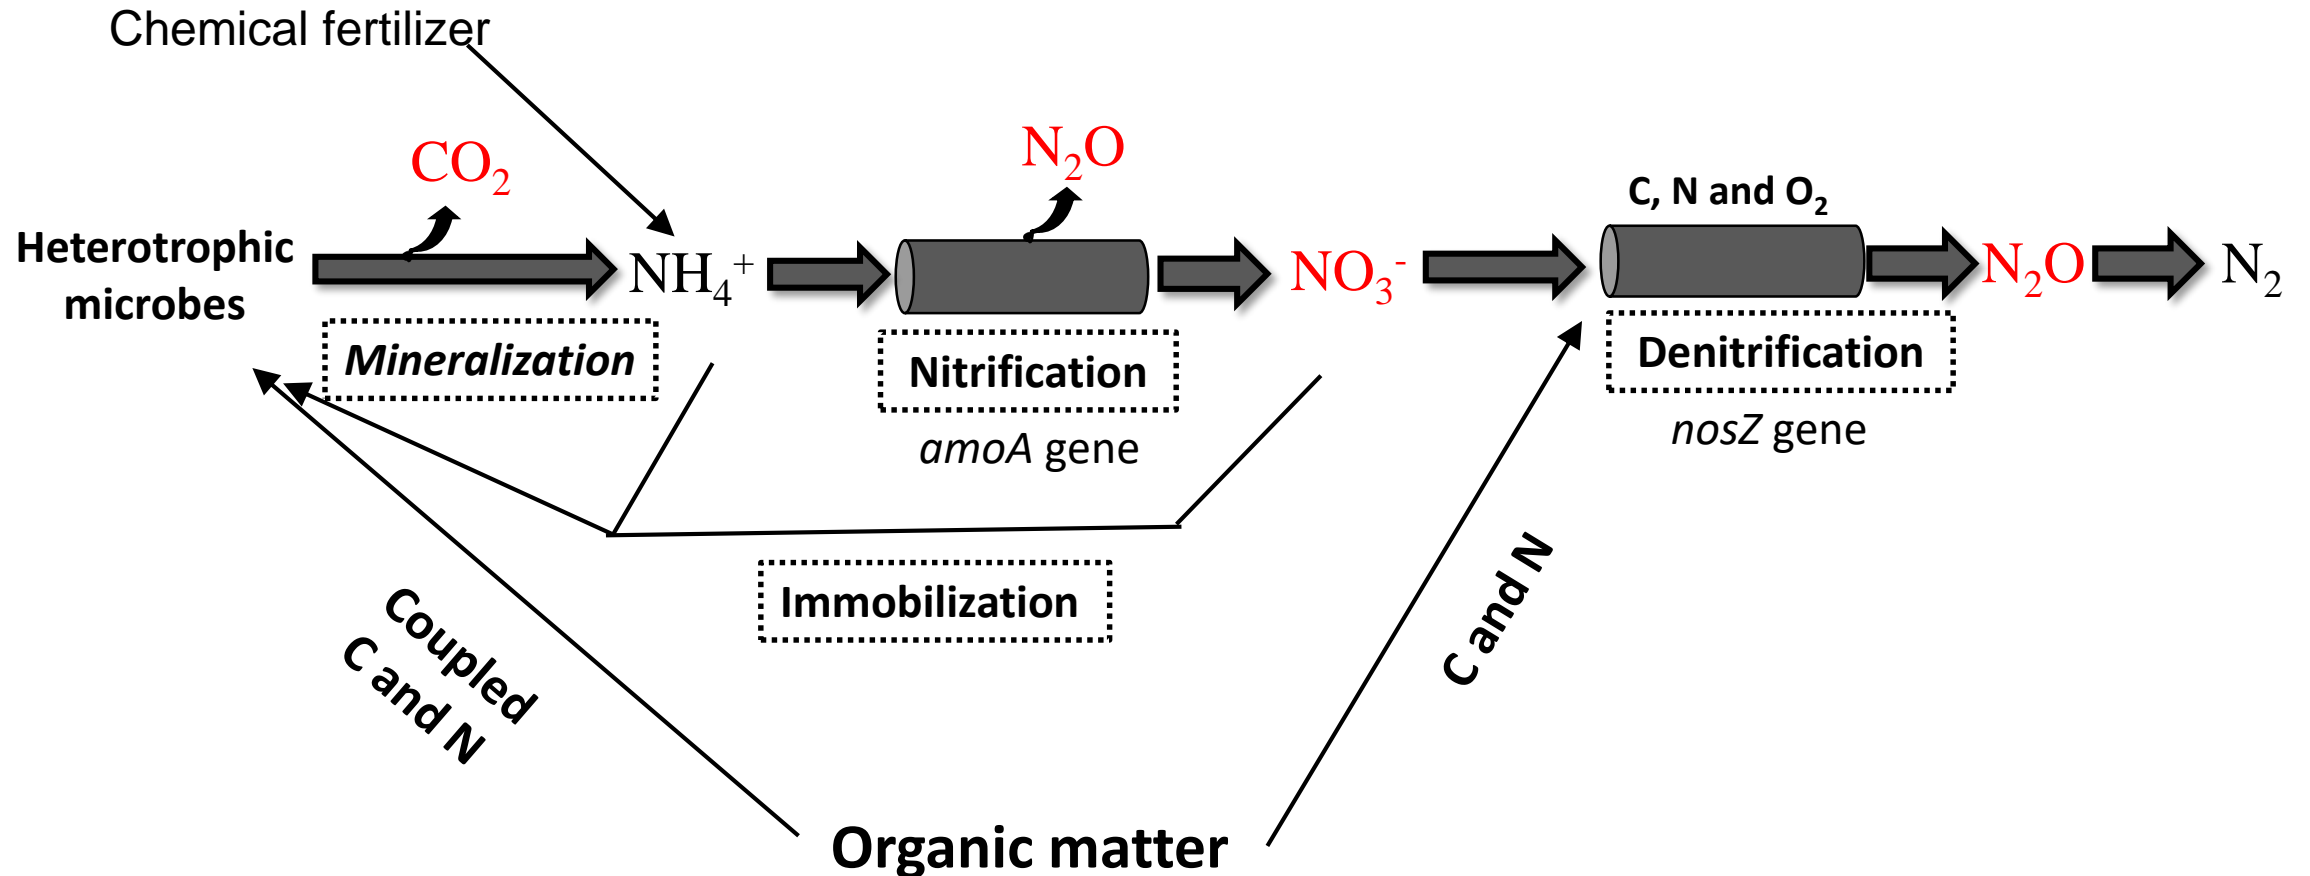 Chemical fertilizer
CO₂
N₂O
C, N and O₂
Heterotrophic
microbes
NH₄⁺
NO₃⁻
N₂O
N₂
Mineralization
Nitrification
amoA gene
Denitrification
nosZ gene
Immobilization
Coupled
C and N
C and N
Organic matter